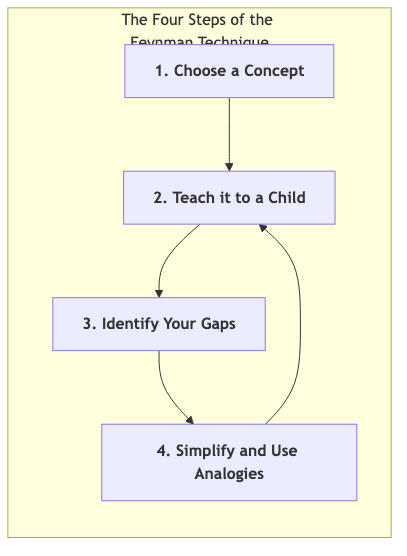 The Four Steps of the
Feynman Technique
1. Choose a Concept
2. Teach it to a Child
3. Identify Your Gaps
4. Simplify and Use
Analogies